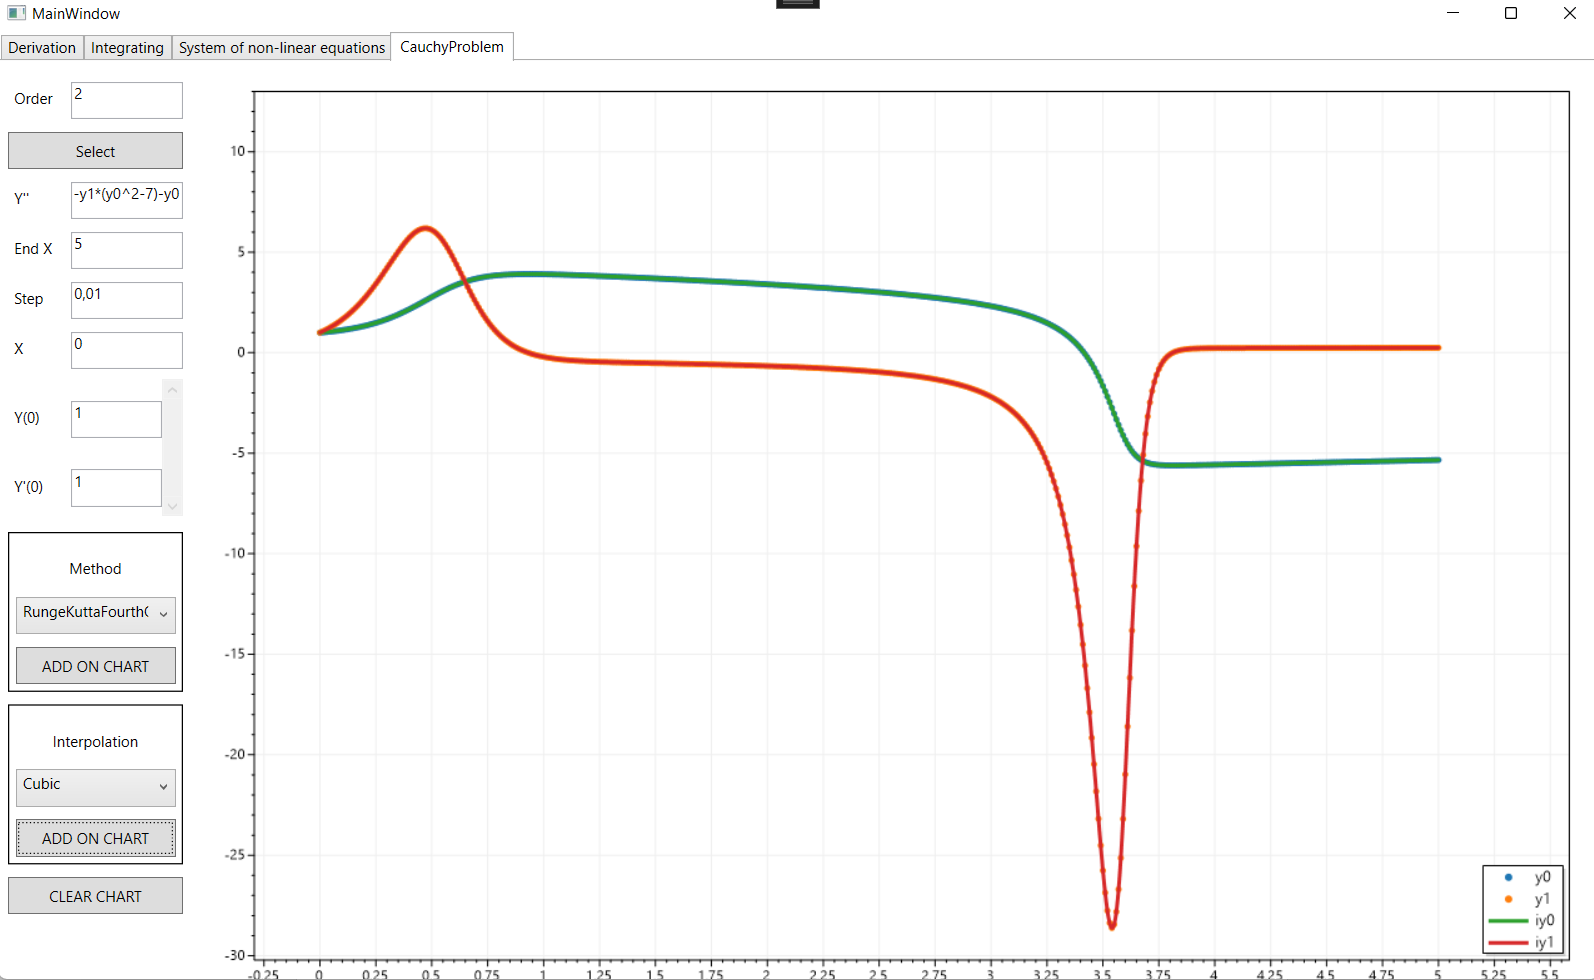 MainWindow
Derivation Integrating System of non-linear equations CauchyProblem
Order 2
Select
Y'' -y1*(y0^2-7)-y0
End X 5
Step 0,01
X 0
Y(0) 1
Y'(0) 1
Method
RungeKuttaFourth
ADD ON CHART
Interpolation
Cubic
ADD ON CHART
CLEAR CHART
10
5
0
-5
-10
-15
-20
-25
-30
-0.25 0 0.25 0.5 0.75 1 1.25 1.5 1.75 2 2.25 2.5 2.75 3 3.25 3.5 3.75 4 4.25 4.5 4.75 5 5.25 5.5
y0
y1
iy0
iy1